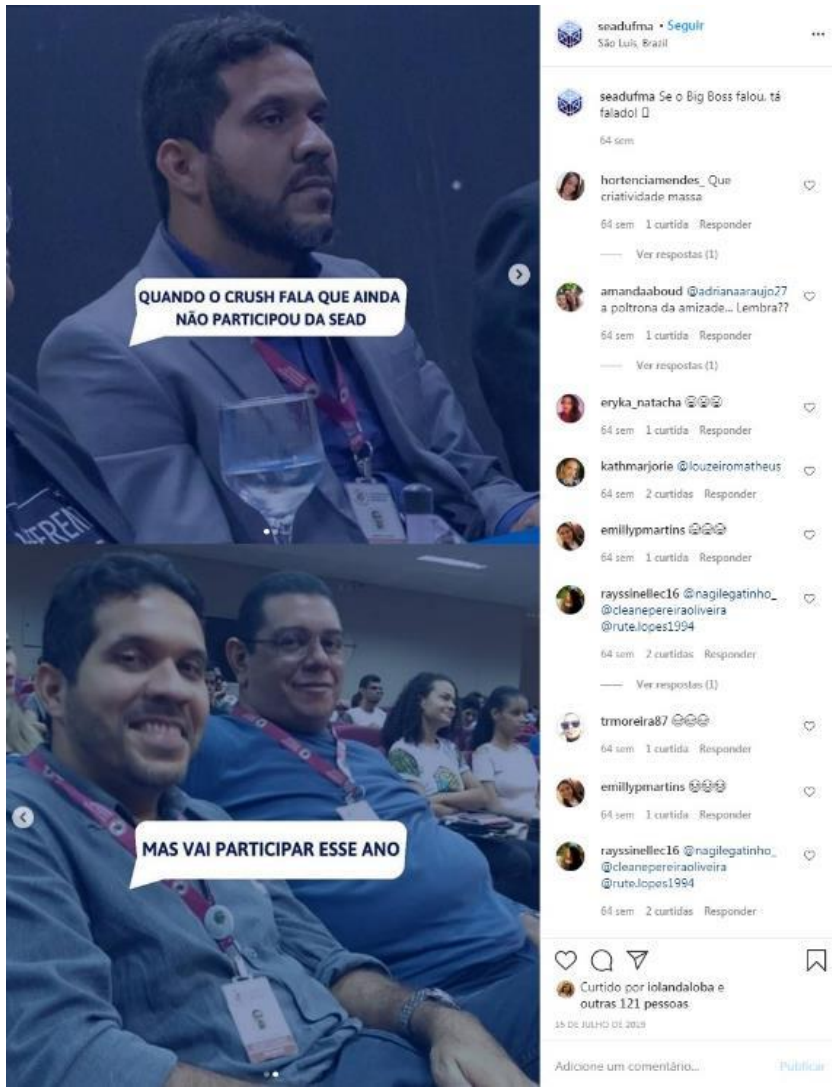 QUANDO O CRUSH FALA QUE AINDA
NÃO PARTICIPOU DA SEAD
FEREN
MAS VAI PARTICIPAR ESSE ANO
seadufma • Seguir
São Luís, Brazil
seadufma Se o Big Boss falou, tá
falado!
64 sem
hortenciamendes_ Que
criatividade massa
64 sem 1 curtida Responder
Ver respostas (1)
amandaaboud @adrianaaraujo27
a poltrona da amizade... Lembra??
64 sem 1 curtida Responder
Ver respostas (1)
eryka_natacha 😂😂😂
64 sem 1 curtida Responder
kathmarjorie @louzeiromatheus
64 sem 2 curtidas Responder
emillypmartins 😂😂😂
64 sem 1 curtida Responder
rayssinellec16 @nagilegatinho_
@cleanepereiraoliveira
@rute.lopes1994
64 sem 2 curtidas Responder
Ver respostas (1)
trmoreira87 😂😂😂
64 sem 1 curtida Responder
emillypmartins 😂😂😂
64 sem 1 curtida Responder
rayssinellec16 @nagilegatinho_
@cleanepereiraoliveira
@rute.lopes1994
64 sem 2 curtidas Responder
Curtido por iolandaloba e
outras 121 pessoas
15 DE JULHO DE 2019
Adicione um comentário... Publicar